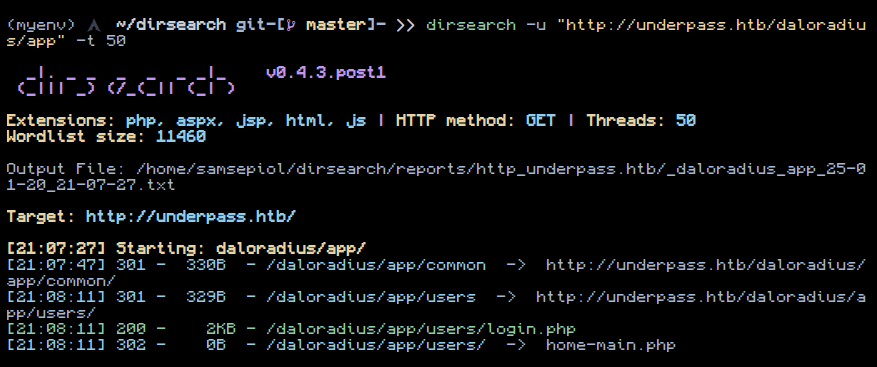 (myenv) ~/dirsearch git-[ master]- >> dirsearch -u "http://underpass.htb/daloradiu
s/app" -t 50
dirsearch v0.4.3.post1
Extensions: php, aspx, jsp, html, js | HTTP method: GET | Threads: 50
Wordlist size: 11460
Output File: /home/samsepiol/dirsearch/reports/http_underpass.htb/_daloradius_app_25-0
1-20_21-07-27.txt
Target: http://underpass.htb/
[21:07:27] Starting: daloradius/app/
[21:07:47] 301 - 330B - /daloradius/app/common -> http://underpass.htb/daloradius/
app/common/
[21:08:11] 301 - 329B - /daloradius/app/users -> http://underpass.htb/daloradius/a
pp/users/
[21:08:11] 200 - 2KB - /daloradius/app/users/login.php
[21:08:11] 302 - 0B - /daloradius/app/users/ -> home-main.php